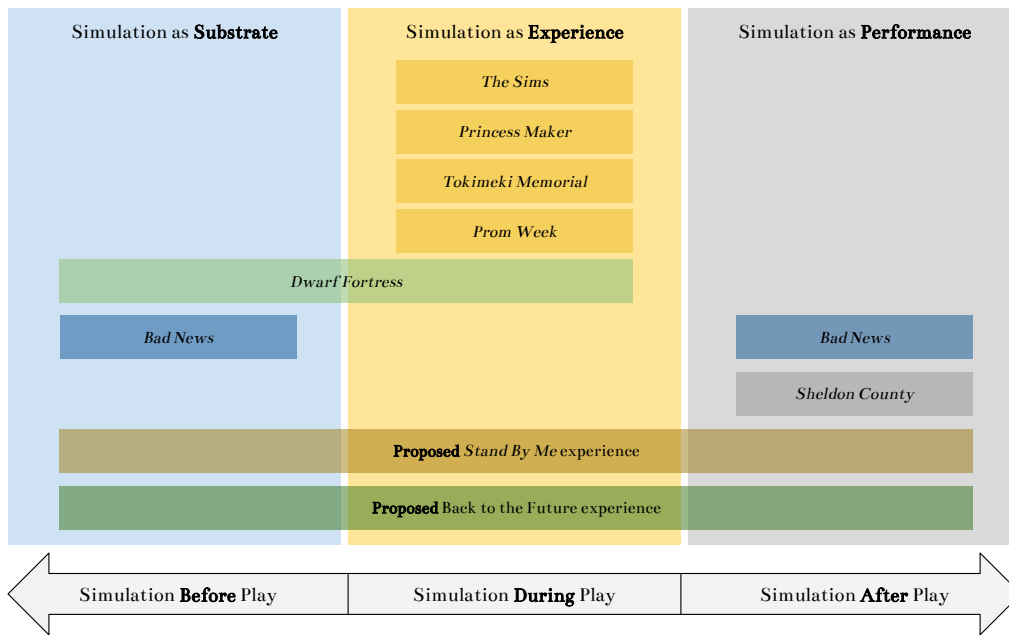 Simulation as Substrate
Simulation as Experience
Simulation as Performance
The Sims
Princess Maker
Tokimeki Memorial
Prom Week
Dwarf Fortress
Bad News
Bad News
Sheldon County
Proposed Stand By Me experience
Proposed Back to the Future experience
Simulation Before Play
Simulation During Play
Simulation After Play